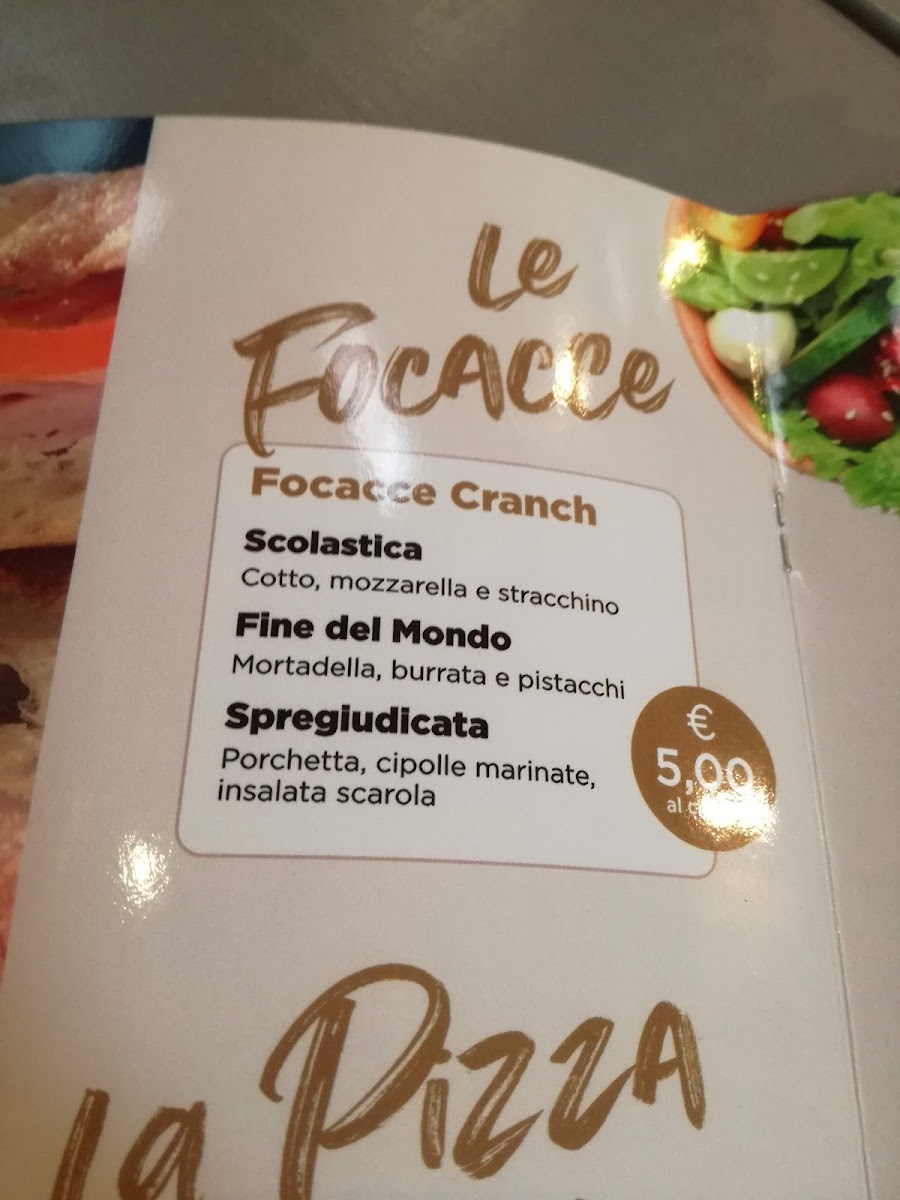 Le
Focacce
Focacce Cranch
Scolastica
Cotto, mozzarella e stracchino
Fine del Mondo
Mortadella, burrata e pistacchi
Spregiudicata
Porchetta, cipolle marinate,
insalata scarola
€
5,00
al
La Pizza